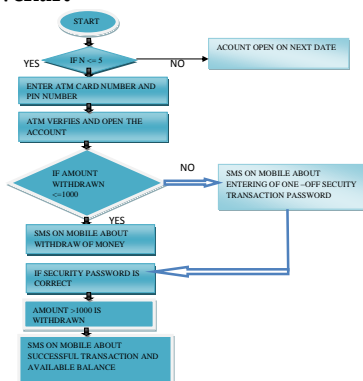 START
IF N <= 5
YES
NO
ACOUNT OPEN ON NEXT DATE
ENTER ATM CARD NUMBER AND
PIN NUMBER
ATM VERFIES AND OPEN THE
ACCOUNT
IF AMOUNT
WITHDRAWN
<=1000
NO
SMS ON MOBILE ABOUT
ENTERING OF ONE –OFF SECUITY
TRANSACTION PASSWORD
YES
SMS ON MOBILE ABOUT
WITHDRAW OF MONEY
IF SECURITY PASSWORD IS
CORRECT
AMOUNT >1000 IS
WITHDRAWN
SMS ON MOBILE ABOUT
SUCCESSFUL TRANSACTION AND
AVAILABLE BALANCE